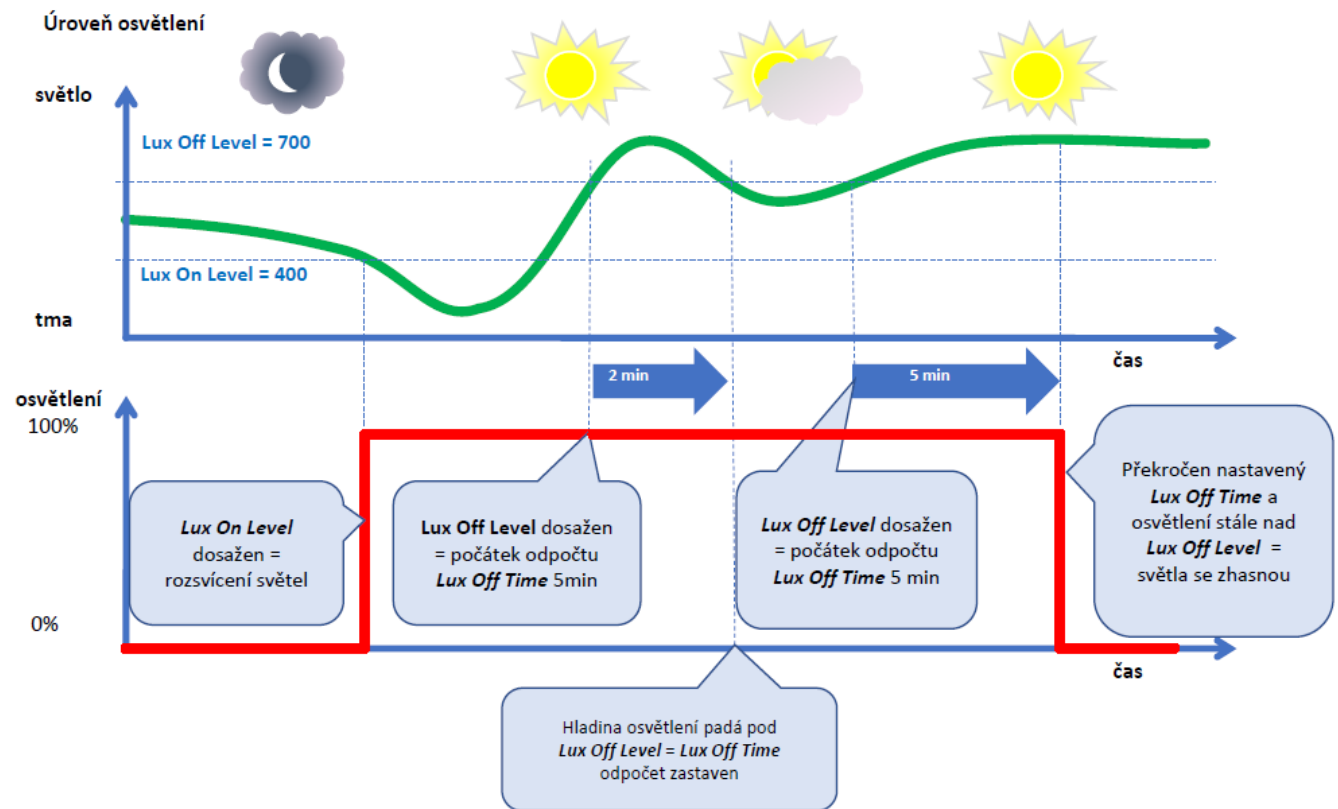 Úroveň osvětlení
světlo
Lux Off Level = 700
Lux On Level = 400
tma
čas
2 min
5 min
osvětlení
100%
Lux On Level
dosažen =
rozsvícení světel
Lux Off Level dosažen
= počátek odpočtu
Lux Off Time 5min
Lux Off Level dosažen
= počátek odpočtu
Lux Off Time 5 min
Překročen nastavený
Lux Off Time a
osvětlení stále nad
Lux Off Level =
světla se zhasnou
0%
čas
Hladina osvětlení padá pod
Lux Off Level = Lux Off Time
odpočet zastaven